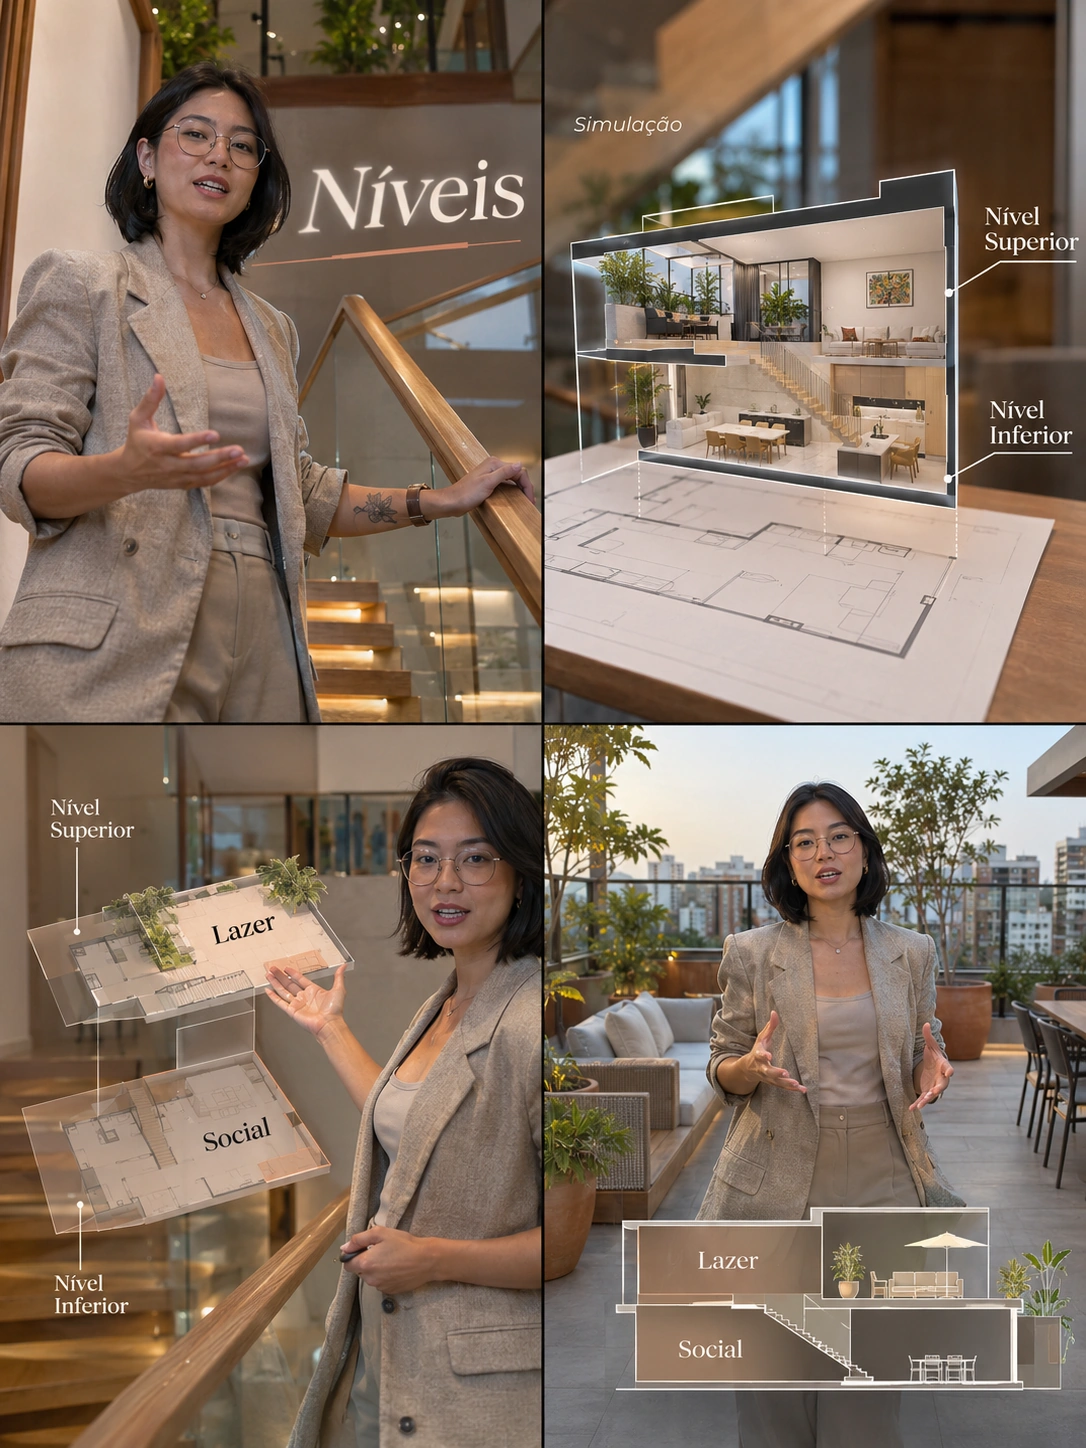 Níveis
Simulação
Nível
Superior
Nível
Inferior
Nível
Superior
Lazer
Social
Nível
Inferior
Lazer
Social